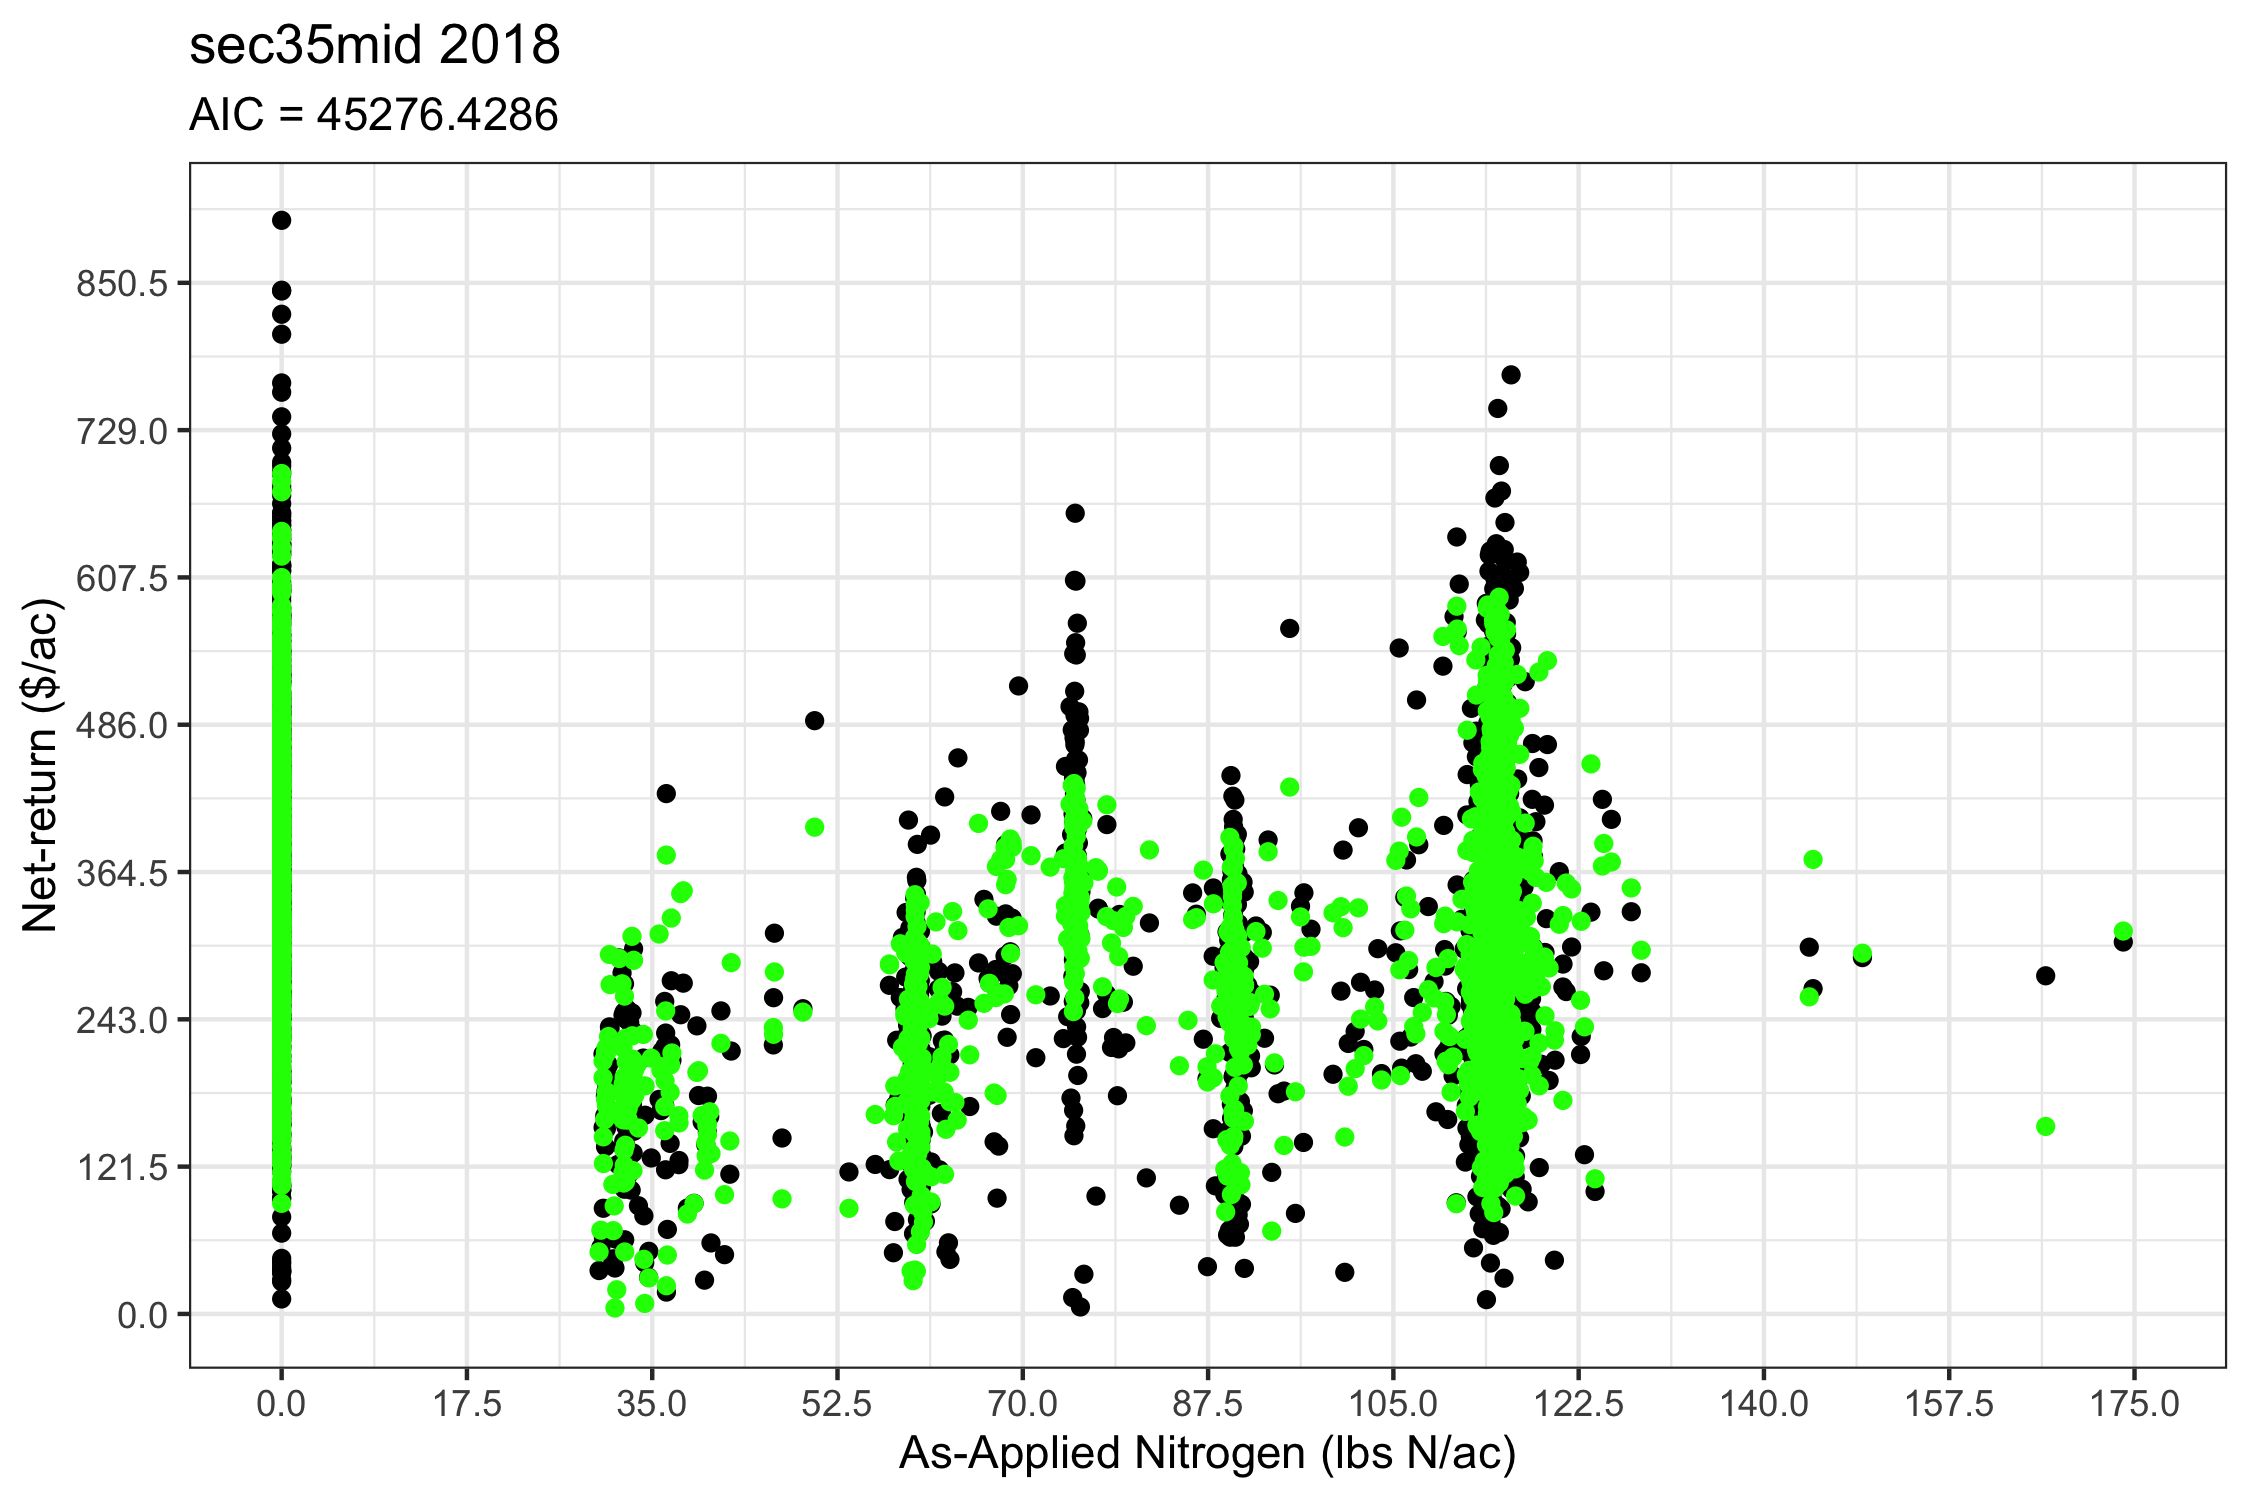 sec35mid 2018
AIC = 45276.4286
850.5
729.0
607.5
486.0
364.5
243.0
121.5
0.0
Net-return ($/ac)
0.0 17.5 35.0 52.5 70.0 87.5 105.0 122.5 140.0 157.5 175.0
As-Applied Nitrogen (lbs N/ac)